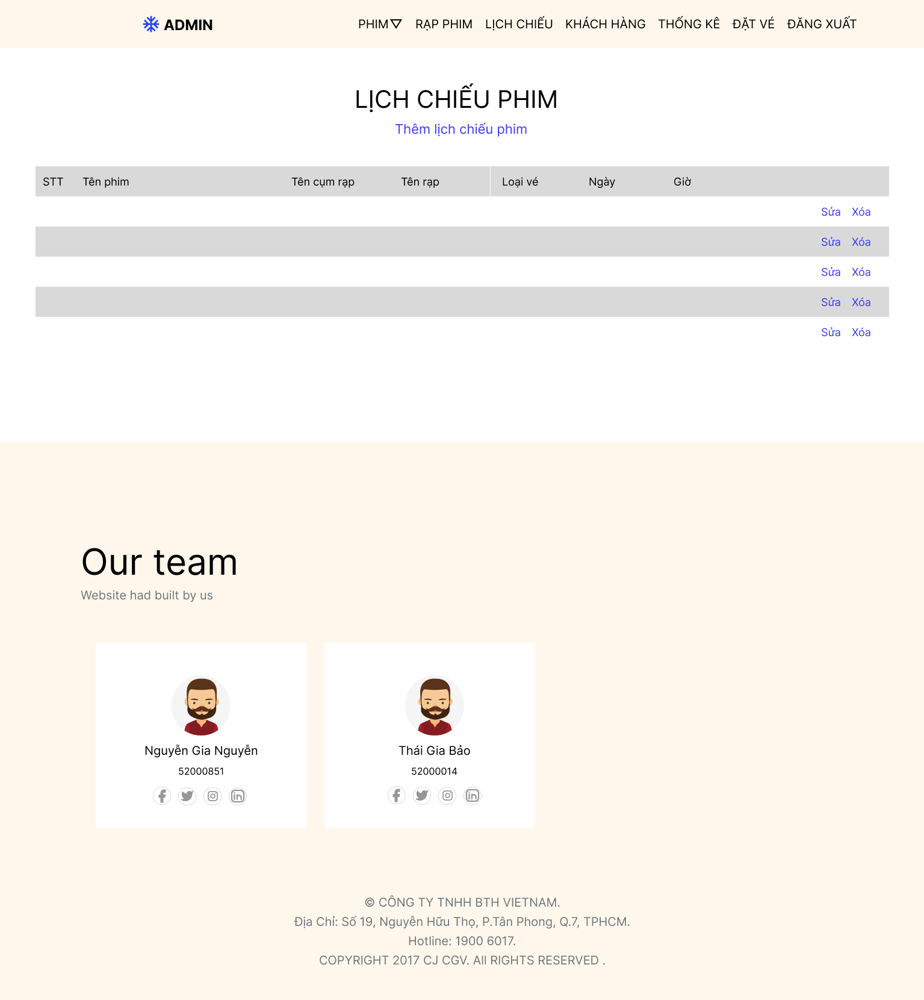 ADMIN PHIM RẠP PHIM LỊCH CHIẾU KHÁCH HÀNG THỐNG KÊ ĐẶT VÉ ĐĂNG XUẤT
LỊCH CHIẾU PHIM
Thêm lịch chiếu phim
STT Tên phim Tên cụm rạp Tên rạp Loại vé Ngày Giờ
Sửa Xóa
Sửa Xóa
Sửa Xóa
Sửa Xóa
Sửa Xóa
Our team
Website had built by us
Nguyễn Gia Nguyễn Thái Gia Bảo
52000851 52000014
© CÔNG TY TNHH BTH VIETNAM.
Địa Chỉ: Số 19, Nguyễn Hữu Thọ, P.Tân Phong, Q.7, TPHCM.
Hotline: 1900 6017.
COPYRIGHT 2017 CJ CGV. All RIGHTS RESERVED .